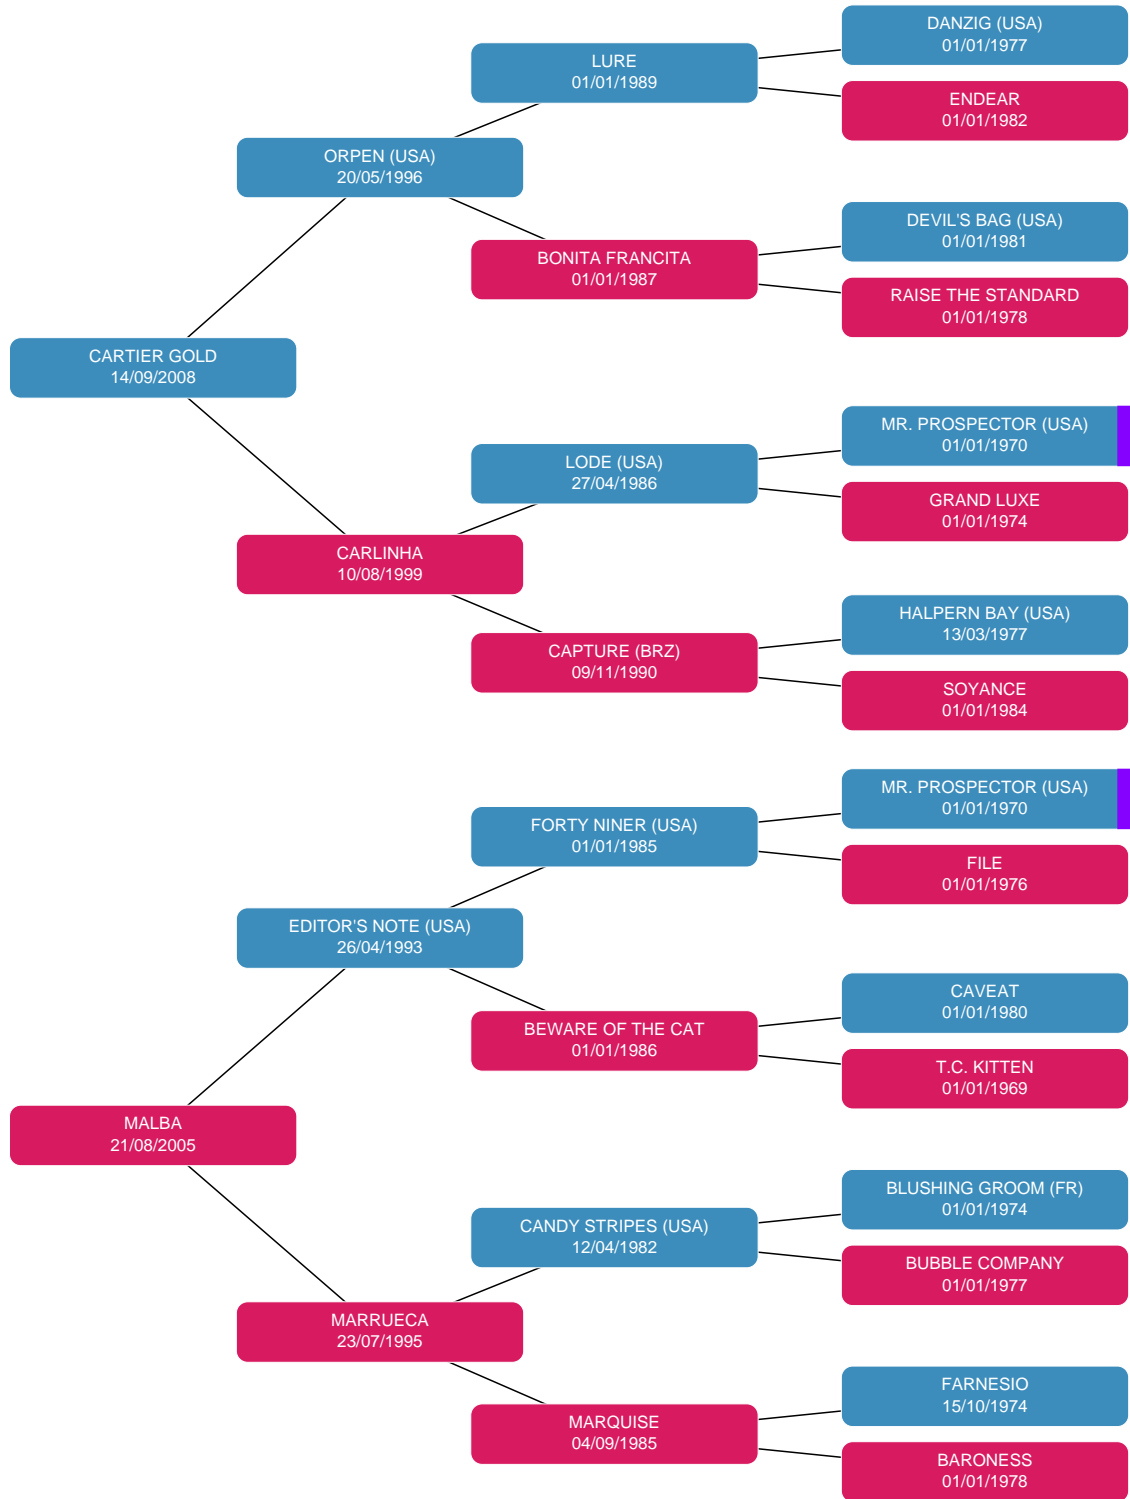 DANZIG (USA)
01/01/1977
LURE
01/01/1989
ENDEAR
01/01/1982
ORPEN (USA)
20/05/1996
DEVIL'S BAG (USA)
01/01/1981
BONITA FRANCITA
01/01/1987
RAISE THE STANDARD
01/01/1978
CARTIER GOLD
14/09/2008
MR. PROSPECTOR (USA)
01/01/1970
LODE (USA)
27/04/1986
GRAND LUXE
01/01/1974
CARLINHA
10/08/1999
HALPERN BAY (USA)
13/03/1977
CAPTURE (BRZ)
09/11/1990
SOYANCE
01/01/1984
MR. PROSPECTOR (USA)
01/01/1970
FORTY NINER (USA)
01/01/1985
FILE
01/01/1976
EDITOR'S NOTE (USA)
26/04/1993
CAVEAT
01/01/1980
BEWARE OF THE CAT
01/01/1986
T.C. KITTEN
01/01/1969
MALBA
21/08/2005
BLUSHING GROOM (FR)
01/01/1974
CANDY STRIPES (USA)
12/04/1982
BUBBLE COMPANY
01/01/1977
MARRUECA
23/07/1995
FARNESIO
15/10/1974
MARQUISE
04/09/1985
BARONESS
01/01/1978